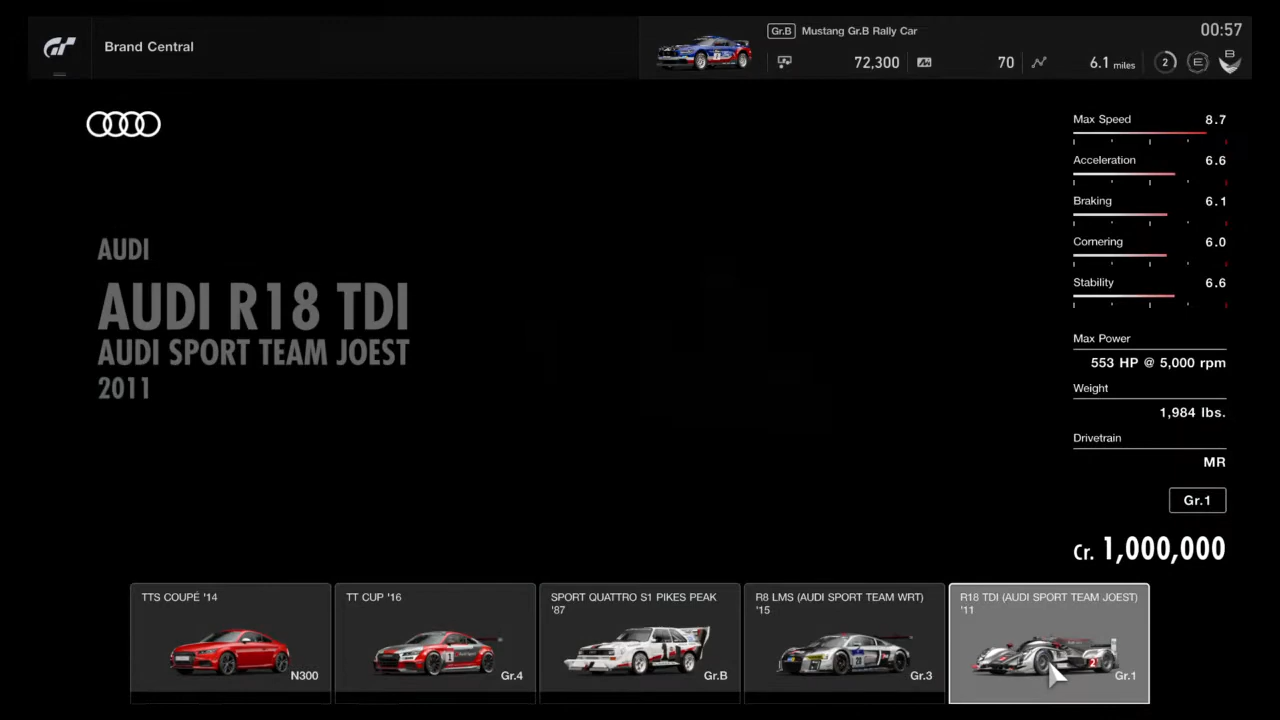 Brand Central
Gr.B Mustang Gr.B Rally Car
72,300
70
6.1 miles
2
E
B
00:57
AUDI
AUDI R18 TDI
AUDI SPORT TEAM JOEST
2011
Max Speed 8.7
Acceleration 6.6
Braking 6.1
Cornering 6.0
Stability 6.6
Max Power
553 HP @ 5,000 rpm
Weight
1,984 lbs.
Drivetrain
MR
Gr.1
Cr. 1,000,000
TTS COUPÉ '14
N300
TT CUP '16
Gr.4
SPORT QUATTRO S1 PIKES PEAK
'87
Gr.B
R8 LMS (AUDI SPORT TEAM WRT)
'15
Gr.3
R18 TDI (AUDI SPORT TEAM JOEST)
'11
Gr.1